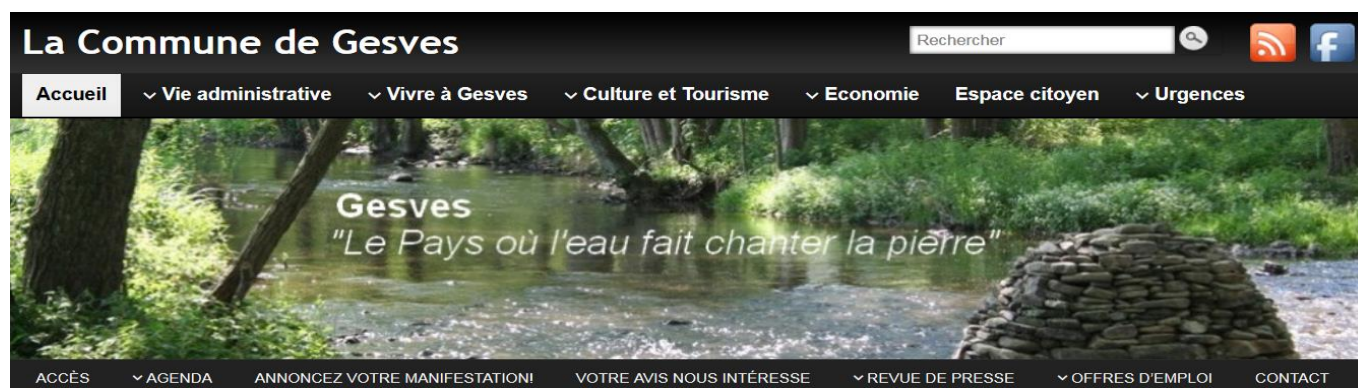 La Commune de Gesves
Rechercher
Accueil Vie administrative Vivre à Gesves Culture et Tourisme Economie Espace citoyen Urgences
Gesves
"Le Pays où l'eau fait chanter la pierre"
ACCÈS AGENDA ANNONCEZ VOTRE MANIFESTATION! VOTRE AVIS NOUS INTÉRESSE REVUE DE PRESSE OFFRES D'EMPLOI CONTACT